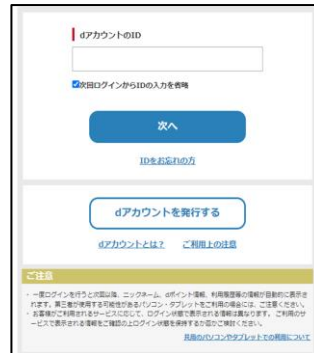 dアカウントのID
次回ログインからIDの入力を省略
次へ
IDをお忘れの方
dアカウントを発行する
dアカウントとは？ ご利用上の注意
ご注意
・ 一度ログインを行うと次回以降、ニックネーム、dポイント情報、利用履歴等の情報が自動的に表示さ
れます。第三者が使用する可能性があるパソコン・タブレットをご利用の場合には、ご注意ください。
・ お客様がご利用されるサービスに応じて、ログイン状態で表示される情報は異なります。 ご利用のサ
ービスで表示される情報をご確認の上ログイン状態を保持するか否かご検討ください。
共用のパソコンやタブレットでの利用について